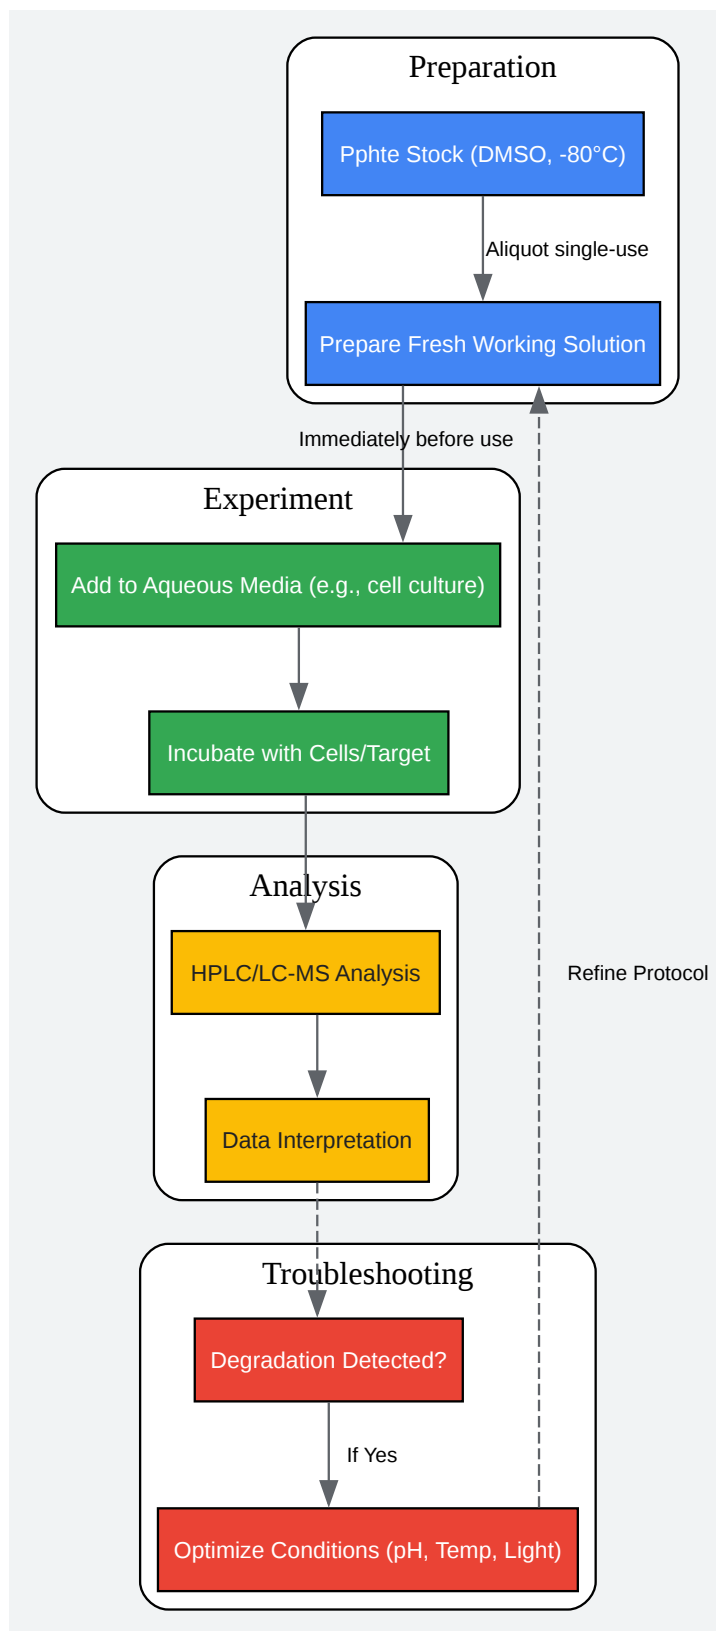 Preparation
Pphte Stock (DMSO, -80°C)
Aliquot single-use
Prepare Fresh Working Solution
Immediately before use
Experiment
Add to Aqueous Media (e.g., cell culture)
Incubate with Cells/Target
Analysis
HPLC/LC-MS Analysis
Refine Protocol
Data Interpretation
Troubleshooting
Degradation Detected?
If Yes
Optimize Conditions (pH, Temp, Light)